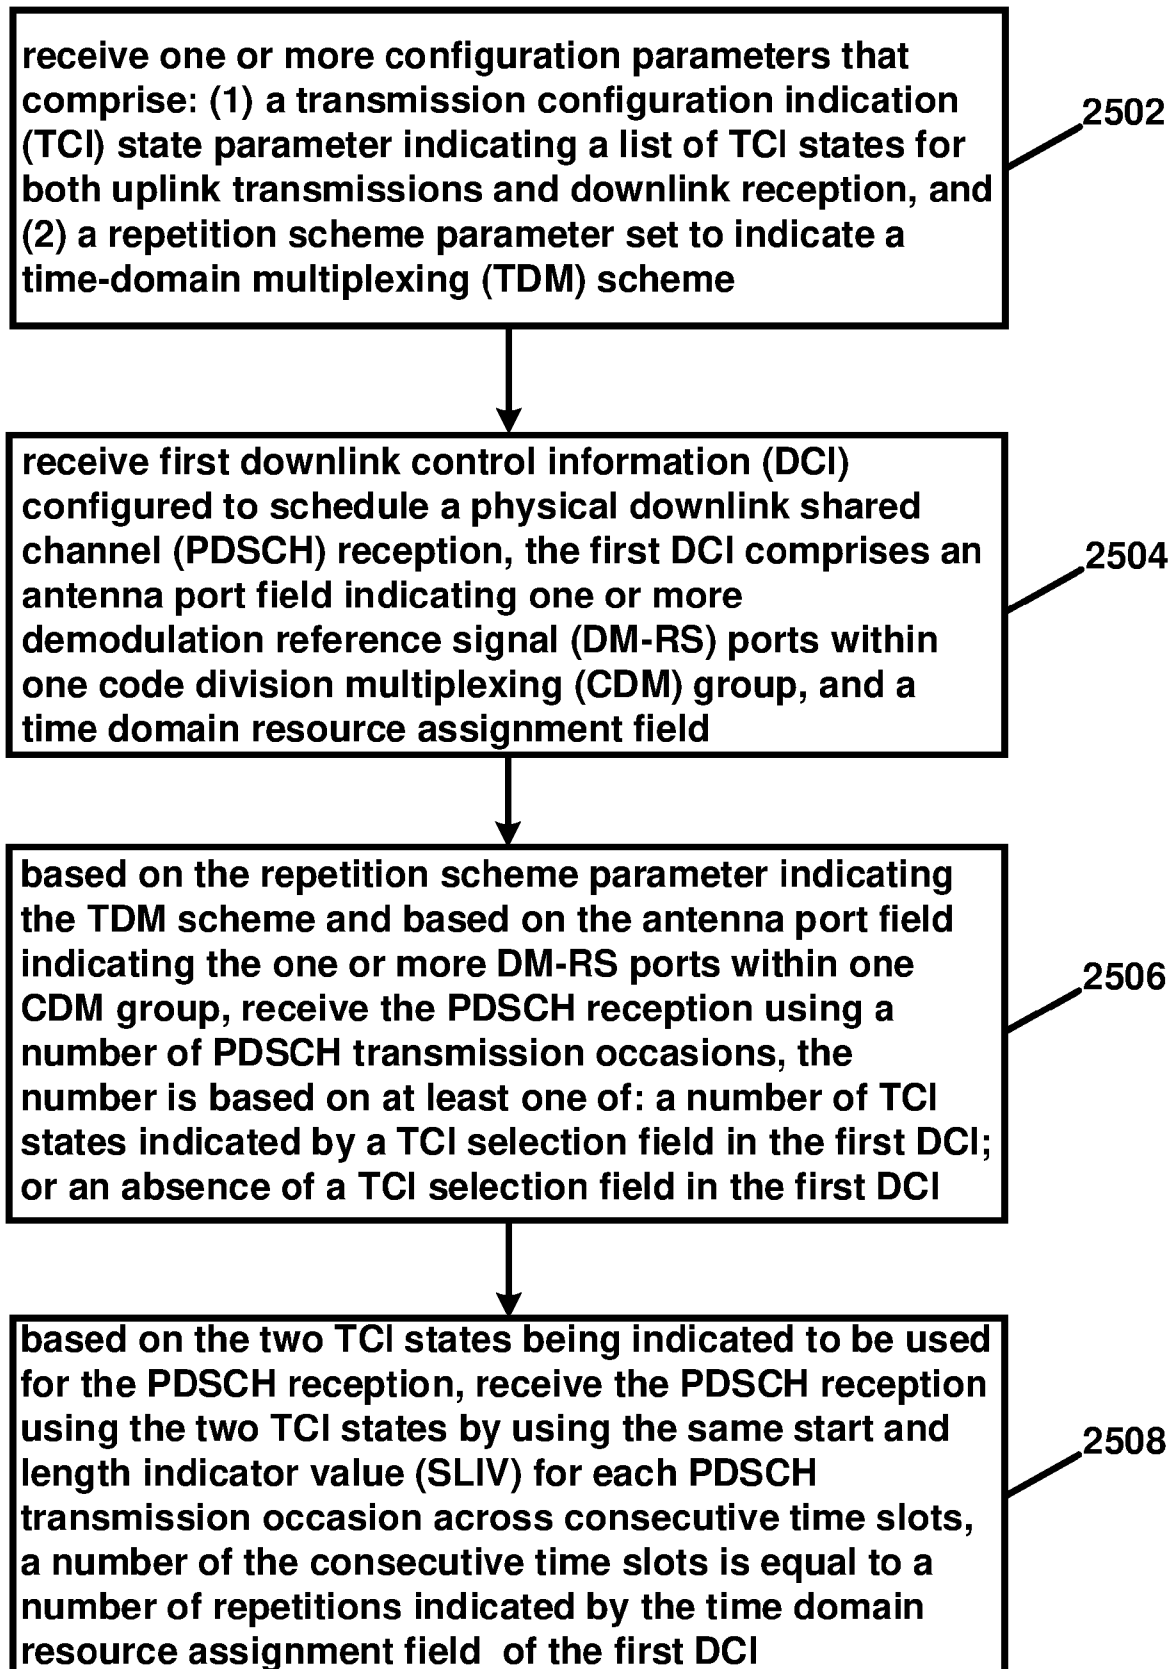 receive one or more configuration parameters that
comprise: (1) a transmission configuration indication
(TCI) state parameter indicating a list of TCI states for
both uplink transmissions and downlink reception, and
(2) a repetition scheme parameter set to indicate a
time-domain multiplexing (TDM) scheme
2502
receive first downlink control information (DCI)
configured to schedule a physical downlink shared
channel (PDSCH) reception, the first DCI comprises an
antenna port field indicating one or more
demodulation reference signal (DM-RS) ports within
one code division multiplexing (CDM) group, and a
time domain resource assignment field
2504
based on the repetition scheme parameter indicating
the TDM scheme and based on the antenna port field
indicating the one or more DM-RS ports within one
CDM group, receive the PDSCH reception using a
number of PDSCH transmission occasions, the
number is based on at least one of: a number of TCI
states indicated by a TCI selection field in the first DCI;
or an absence of a TCI selection field in the first DCI
2506
based on the two TCI states being indicated to be used
for the PDSCH reception, receive the PDSCH reception
using the two TCI states by using the same start and
length indicator value (SLIV) for each PDSCH
transmission occasion across consecutive time slots,
a number of the consecutive time slots is equal to a
number of repetitions indicated by the time domain
resource assignment field of the first DCI
2508